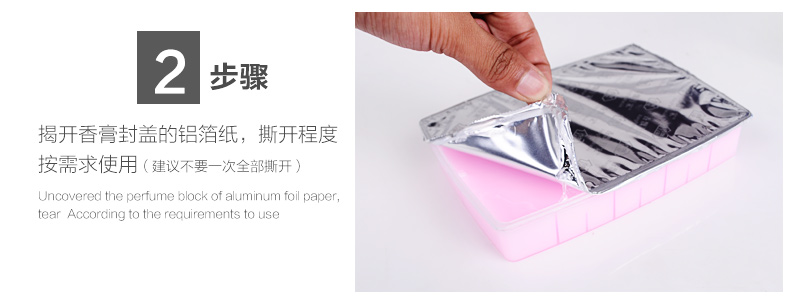 2 步骤
揭开香膏封盖的铝箔纸，撕开程度
按需求使用（建议不要一次全部撕开）
Uncovered the perfume block of aluminum foil paper,
tear According to the requirements to use